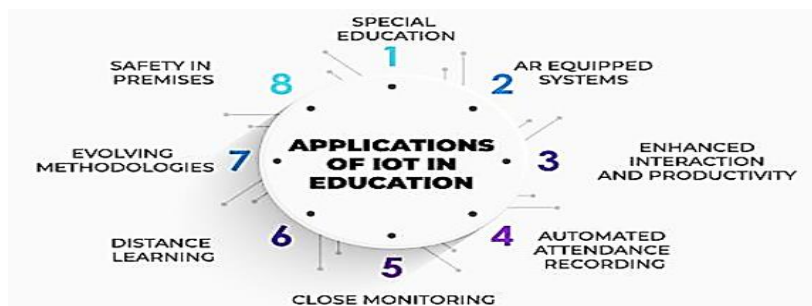 APPLICATIONS
OF IOT IN
EDUCATION
1
SPECIAL
EDUCATION
2
AR EQUIPPED
SYSTEMS
3
ENHANCED
INTERACTION
AND PRODUCTIVITY
4
AUTOMATED
ATTENDANCE
RECORDING
5
CLOSE MONITORING
6
DISTANCE
LEARNING
7
EVOLVING
METHODOLOGIES
8
SAFETY IN
PREMISES